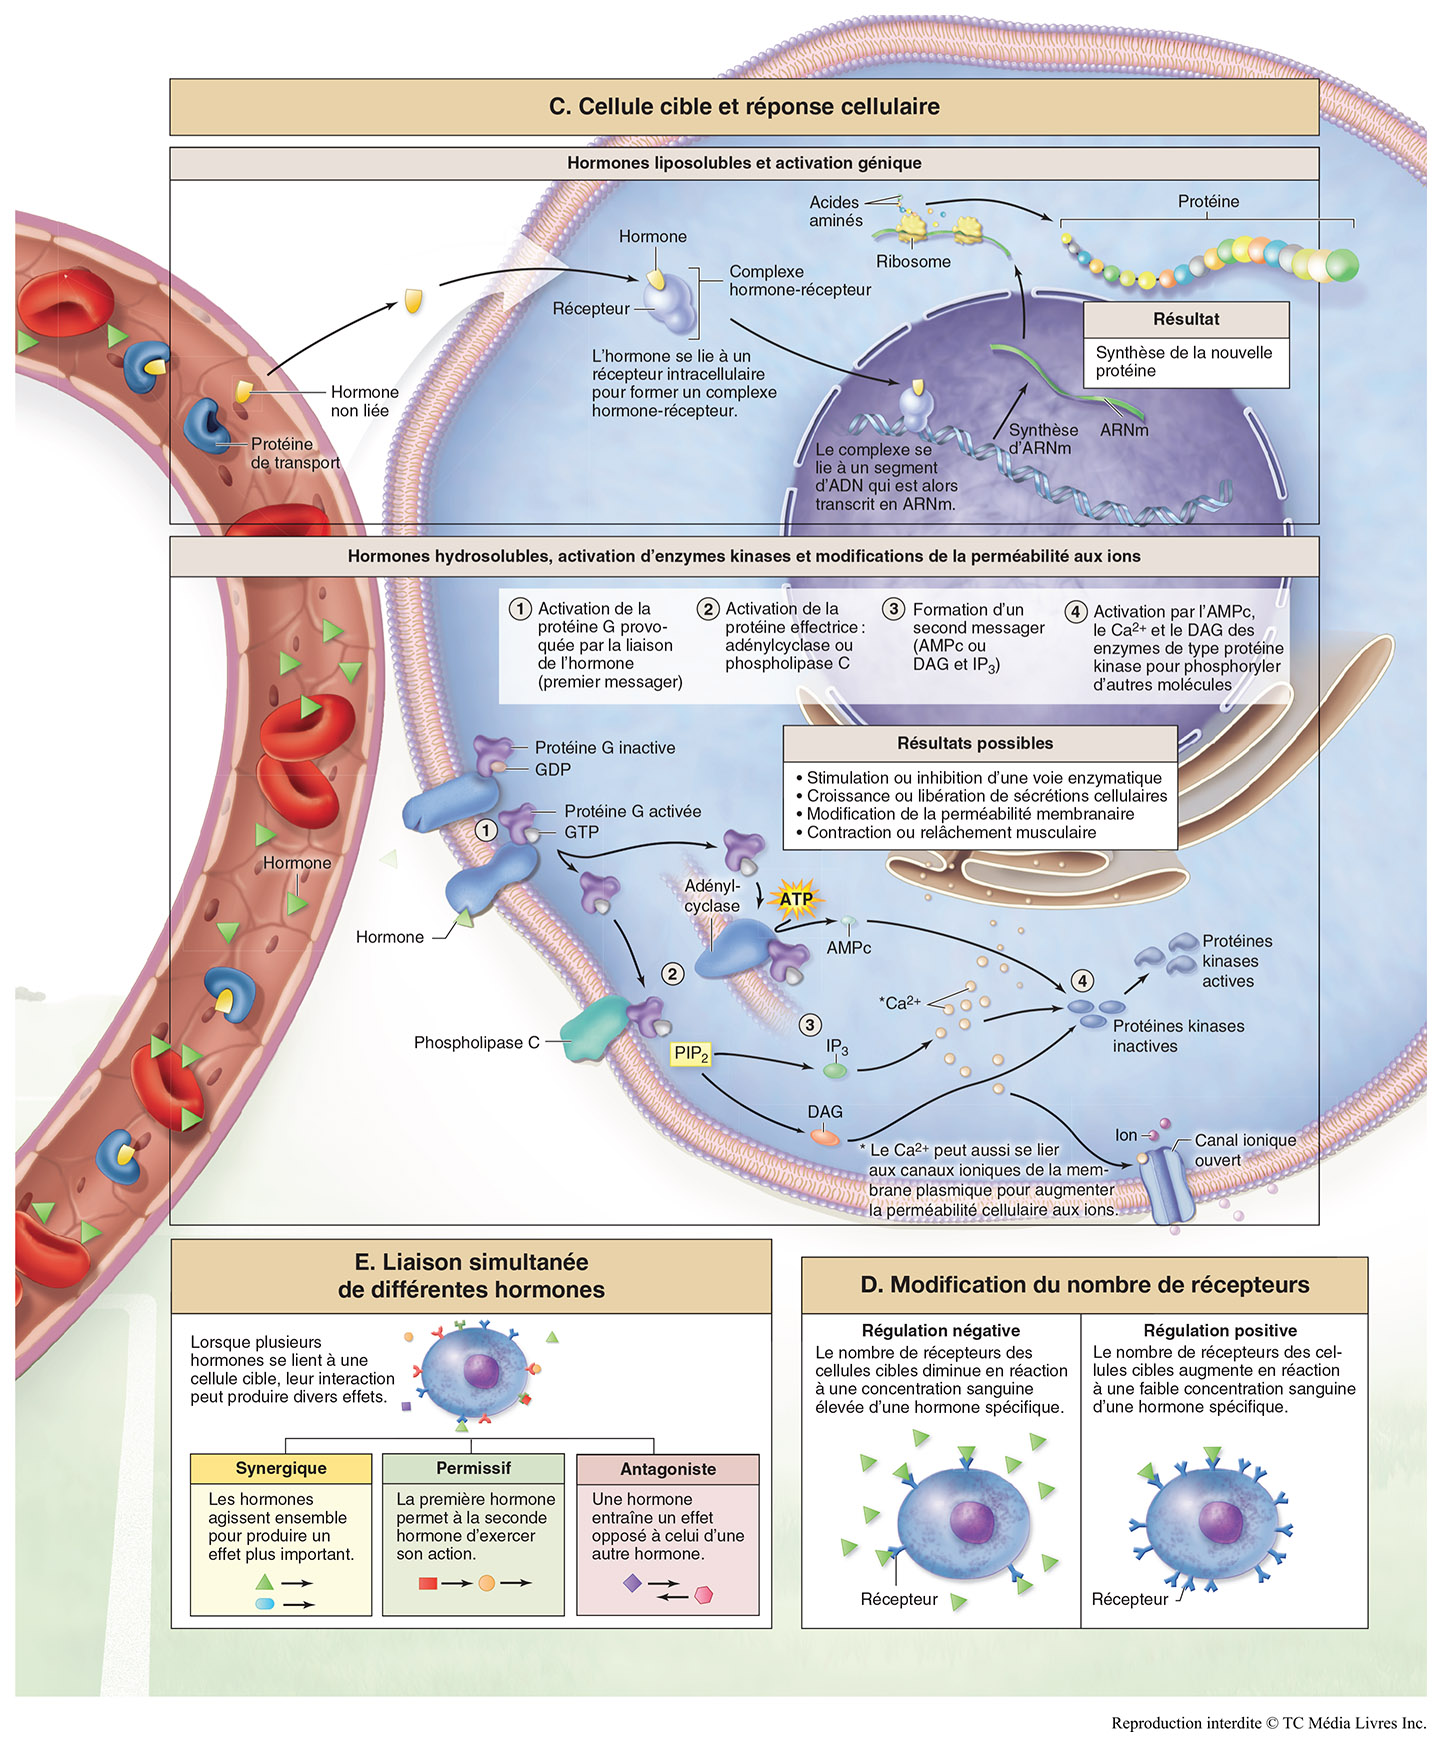 C. Cellule cible et réponse cellulaire
Hormones liposolubles et activation génique
Acides
aminés
Ribosome
Protéine
Hormone
Récepteur
Complexe
hormone-récepteur
L'hormone se lie à un
récepteur intracellulaire
pour former un complexe
hormone-récepteur.
Résultat
Synthèse de la nouvelle
protéine
Hormone
non liée
Protéine
de transport
Synthèse
d'ARNm
ARNm
Le complexe se
lie à un segment
d'ADN qui est alors
transcrit en ARNm.
Hormones hydrosolubles, activation d'enzymes kinases et modifications de la perméabilité aux ions
1 Activation de la
protéine G provo-
quée par la liaison
de l'hormone
(premier messager)
2 Activation de la
protéine effectrice :
adénylcyclase ou
phospholipase C
3 Formation d'un
second messager
(AMPc ou
DAG et IP3)
4 Activation par l'AMPc,
le Ca2+ et le DAG des
enzymes de type protéine
kinase pour phosphoryler
d'autres molécules
Résultats possibles
• Stimulation ou inhibition d'une voie enzymatique
• Croissance ou libération de sécrétions cellulaires
• Modification de la perméabilité membranaire
• Contraction ou relâchement musculaire
Protéine G inactive
GDP
Protéine G activée
GTP
1
Hormone
Hormone
Adényl-
cyclase
ATP
AMPc
2
Phospholipase C
PIP2
3
IP3
DAG
*Ca2+
4
Protéines
kinases
actives
Protéines kinases
inactives
Ion
Canal ionique
ouvert
* Le Ca2+ peut aussi se lier
aux canaux ioniques de la mem-
brane plasmique pour augmenter
la perméabilité cellulaire aux ions.
E. Liaison simultanée
de différentes hormones
Lorsque plusieurs
hormones se lient à une
cellule cible, leur interaction
peut produire divers effets.
Synergique
Les hormones
agissent ensemble
pour produire un
effet plus important.
Permissif
La première hormone
permet à la seconde
hormone d'exercer
son action.
Antagoniste
Une hormone
entraîne un effet
opposé à celui d'une
autre hormone.
D. Modification du nombre de récepteurs
Régulation négative
Le nombre de récepteurs des
cellules cibles diminue en réaction
à une concentration sanguine
élevée d'une hormone spécifique.
Récepteur
Régulation positive
Le nombre de récepteurs des cel-
lules cibles augmente en réaction
à une faible concentration sanguine
d'une hormone spécifique.
Récepteur
Reproduction interdite © TC Média Livres Inc.